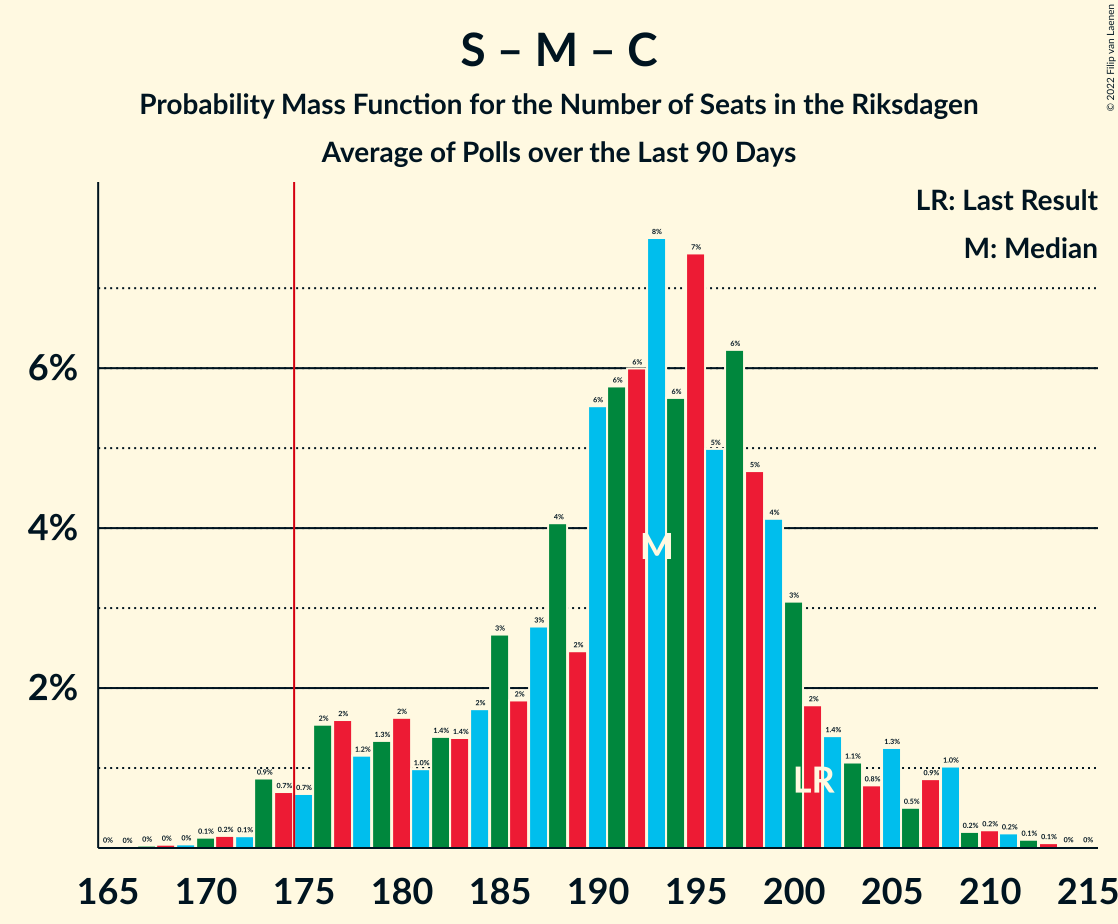 S – M – C
Probability Mass Function for the Number of Seats in the Riksdagen
Average of Polls over the Last 90 Days
© 2022 Filip van Laenen
LR: Last Result
M: Median
6%
4%
2%
0% 0% 0% 0% 0% 0.1% 0.2% 0.1% 0.9% 0.7% 0.7% 2% 2% 1.2% 1.3% 2% 1.0% 1.4% 1.4% 2% 3% 2% 3% 4% 2% 6% 6% 6% 8% 6% 7% 5% 6% 5% 4% 3% 2% 1.4% 1.1% 0.8% 1.3% 0.5% 0.9% 1.0% 0.2% 0.2% 0.2% 0.1% 0.1% 0% 0%
M
LR
165 170 175 180 185 190 195 200 205 210 215